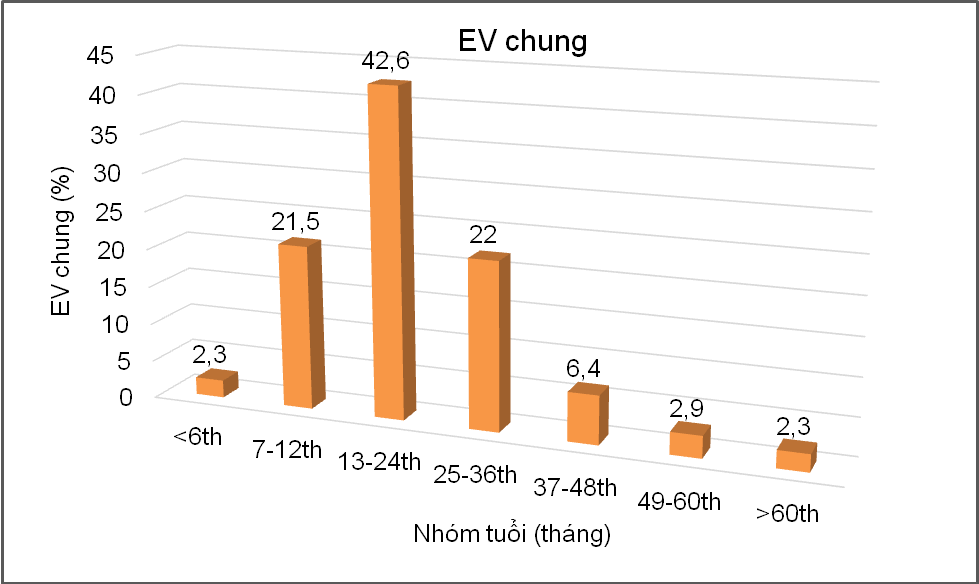 EV chung
EV chung (%)
45
40
35
30
25
20
15
10
5
0
2,3
21,5
42,6
22
6,4
2,9
2,3
<6th
7-12th
13-24th
25-36th
37-48th
49-60th
>60th
Nhóm tuổi (tháng)